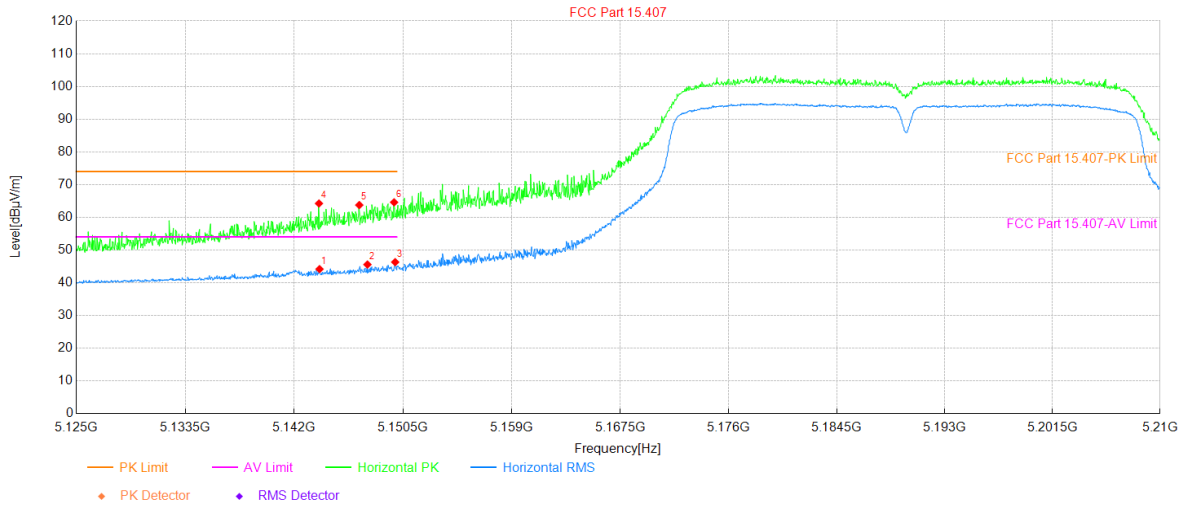 FCC Part 15.407
120
110
100
90
80
70
60
50
40
30
20
10
0
Level[dBμV/m]
4
5
6
1
2
3
FCC Part 15.407-PK Limit
FCC Part 15.407-AV Limit
5.125G 5.1335G 5.142G 5.1505G 5.159G 5.1675G 5.176G 5.1845G 5.193G 5.2015G 5.21G
Frequency[Hz]
PK Limit AV Limit Horizontal PK Horizontal RMS
PK Detector RMS Detector